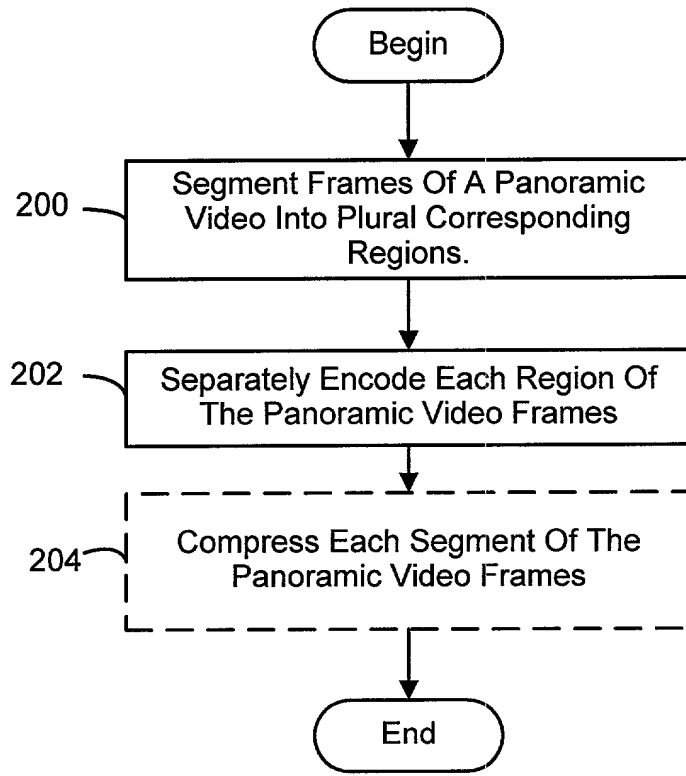 Begin
200
Segment Frames Of A Panoramic
Video Into Plural Corresponding
Regions.
202
Separately Encode Each Region Of
The Panoramic Video Frames
204
Compress Each Segment Of The
Panoramic Video Frames
End